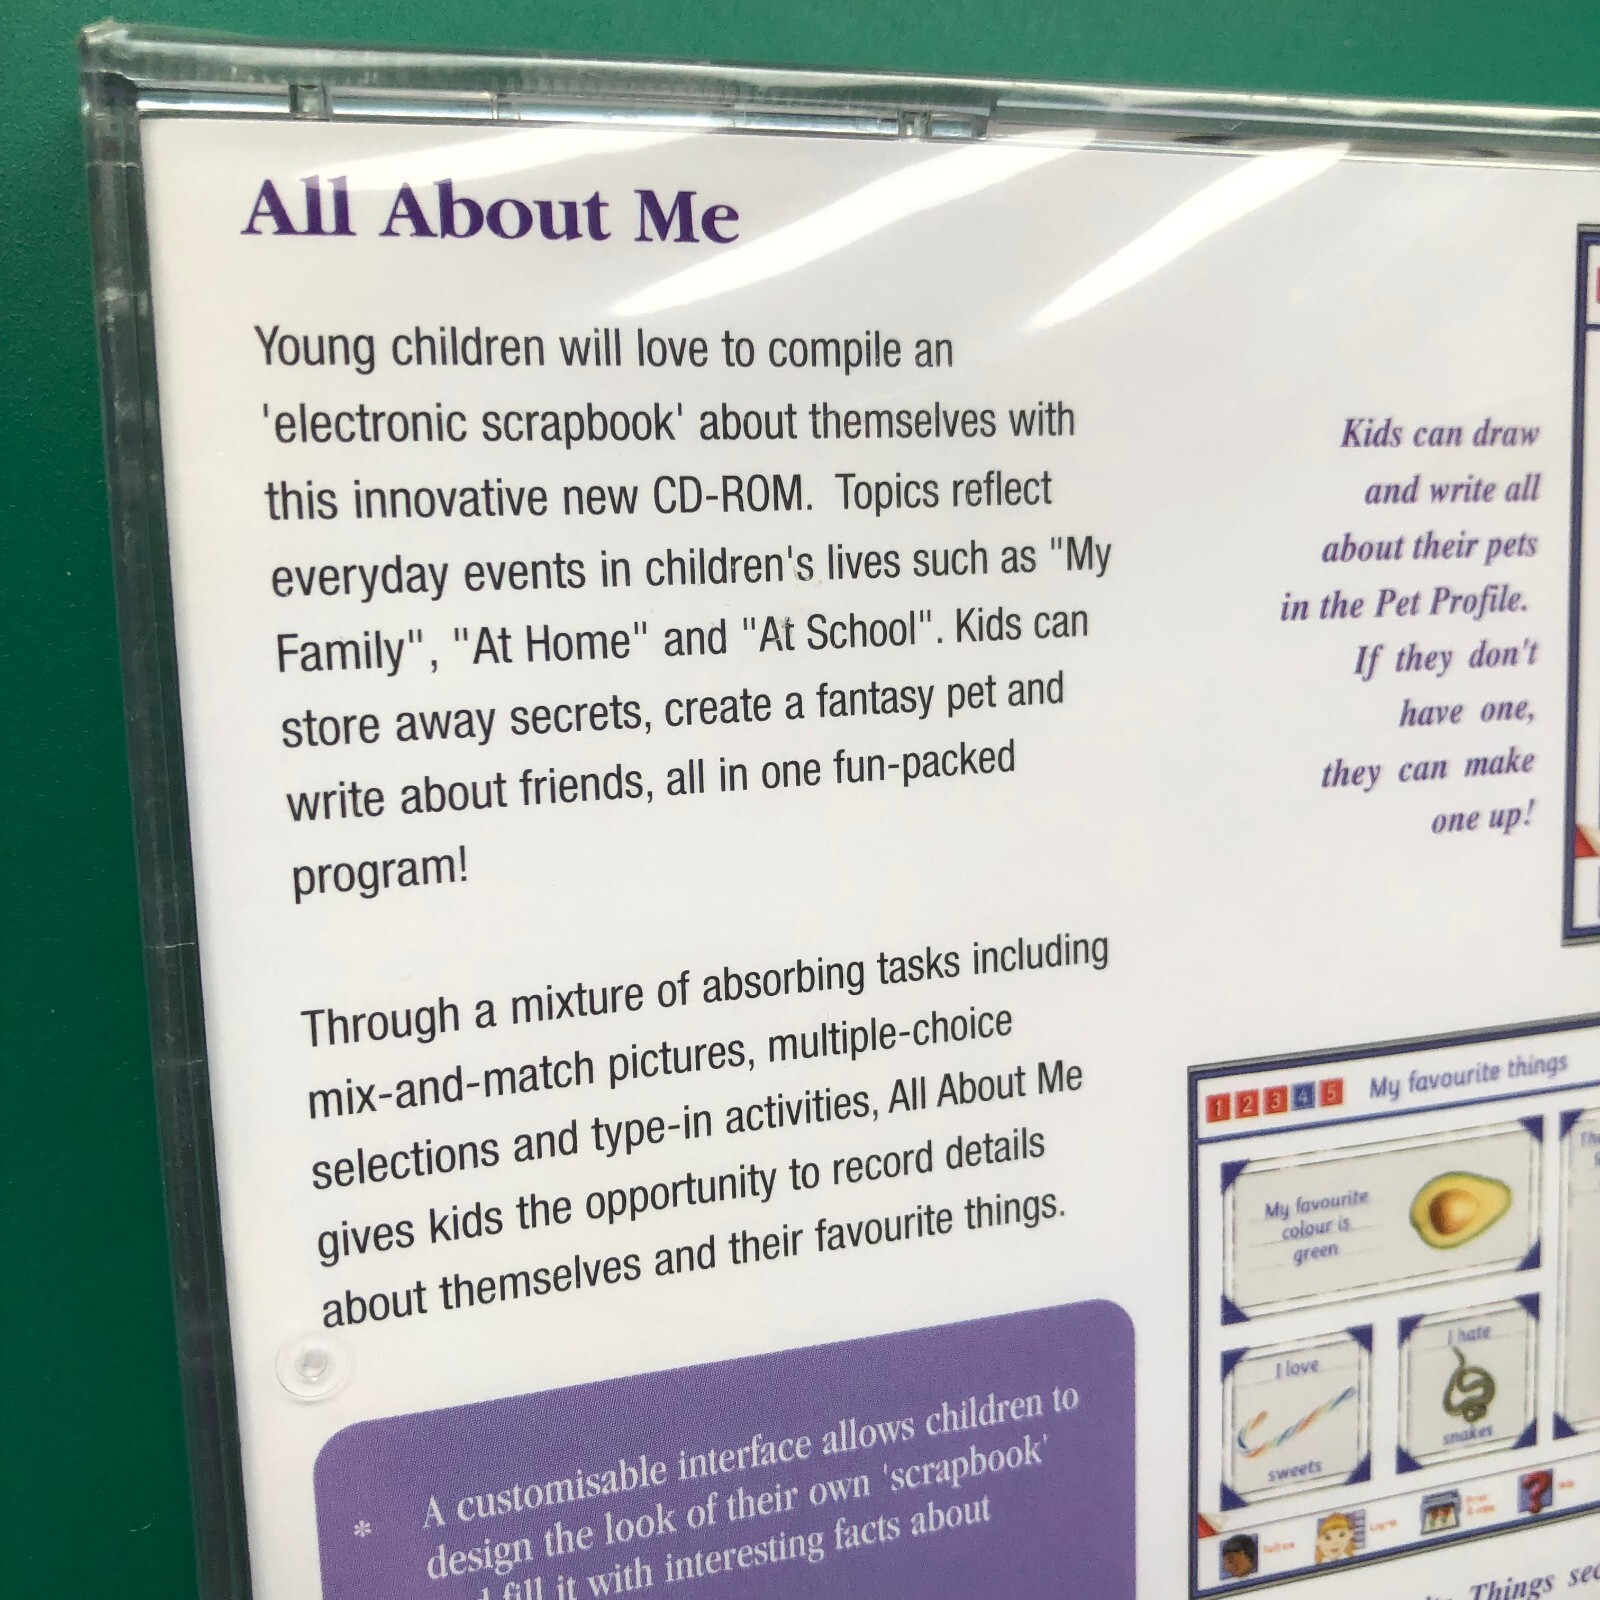 All About Me
Young children will love to compile an
'electronic scrapbook' about themselves with
this innovative new CD-ROM. Topics reflect
everyday events in children's lives such as "My
Family", "At Home" and "At School". Kids can
store away secrets, create a fantasy pet and
write about friends, all in one fun-packed
program!
Through a mixture of absorbing tasks including
mix-and-match pictures, multiple-choice
selections and type-in activities, All About Me
gives kids the opportunity to record details
about themselves and their favourite things.
* A customisable interface allows children to
design the look of their own 'scrapbook'
fill it with interesting facts about
Kids can draw
and write all
about their pets
in the Pet Profile.
If they don't
have one,
they can make
one up!
1 2 3 4 5 My favourite things
My favourite
colour is
green
I love
sweets
I hate
snakes
Things